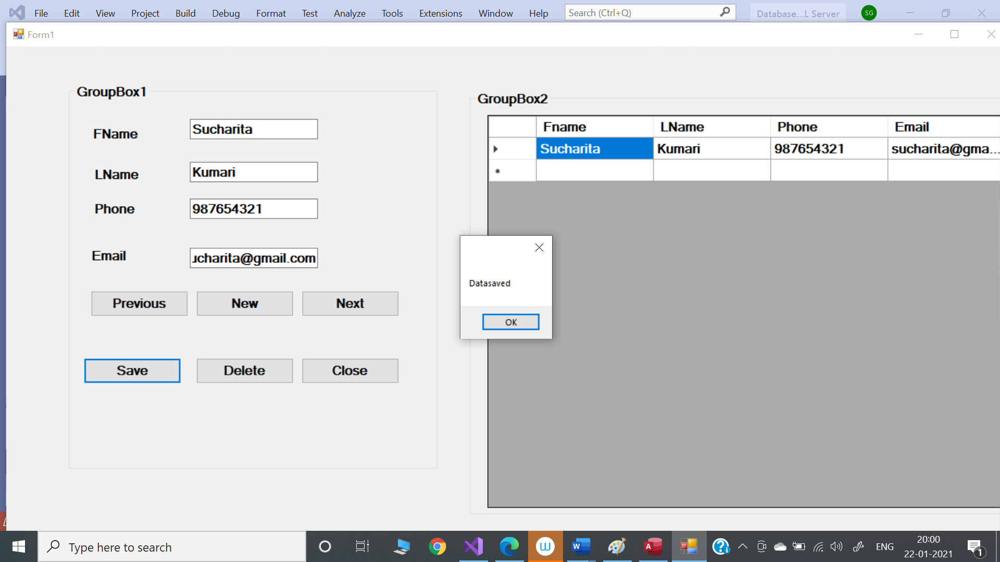 File Edit View Project Build Debug Format Test Analyze Tools Extensions Window Help Search (Ctrl+Q) Database...L Server SG
Form1
GroupBox1
FName Sucharita
LName Kumari
Phone 987654321
Email ucharita@gmail.com
Previous New Next
Save Delete Close
GroupBox2
Fname LName Phone Email
Sucharita Kumari 987654321 sucharita@gma...
Datasaved
OK
Type here to search
W
W
A
ENG
20:00
22-01-2021
1